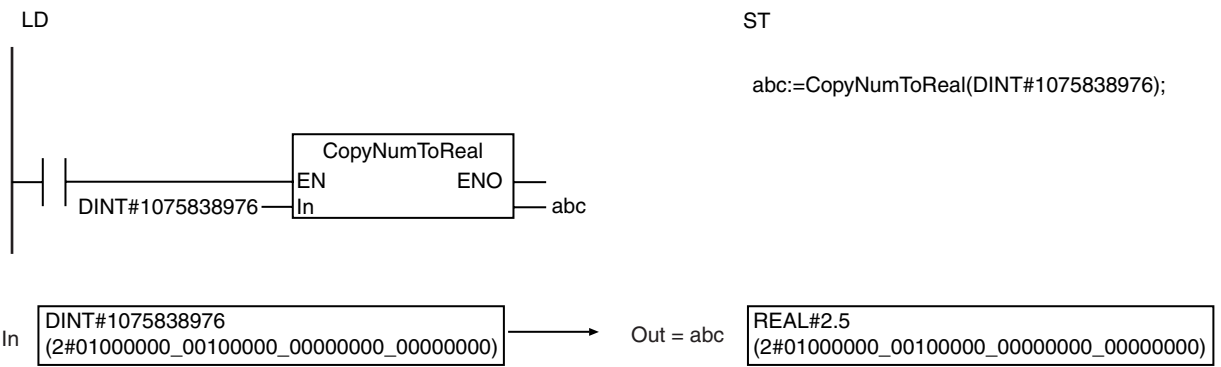 LD
ST
abc:=CopyNumToReal(DINT#1075838976);
CopyNumToReal
EN ENO
DINT#1075838976 In abc
In DINT#1075838976
(2#01000000_00100000_00000000_00000000)
Out = abc REAL#2.5
(2#01000000_00100000_00000000_00000000)